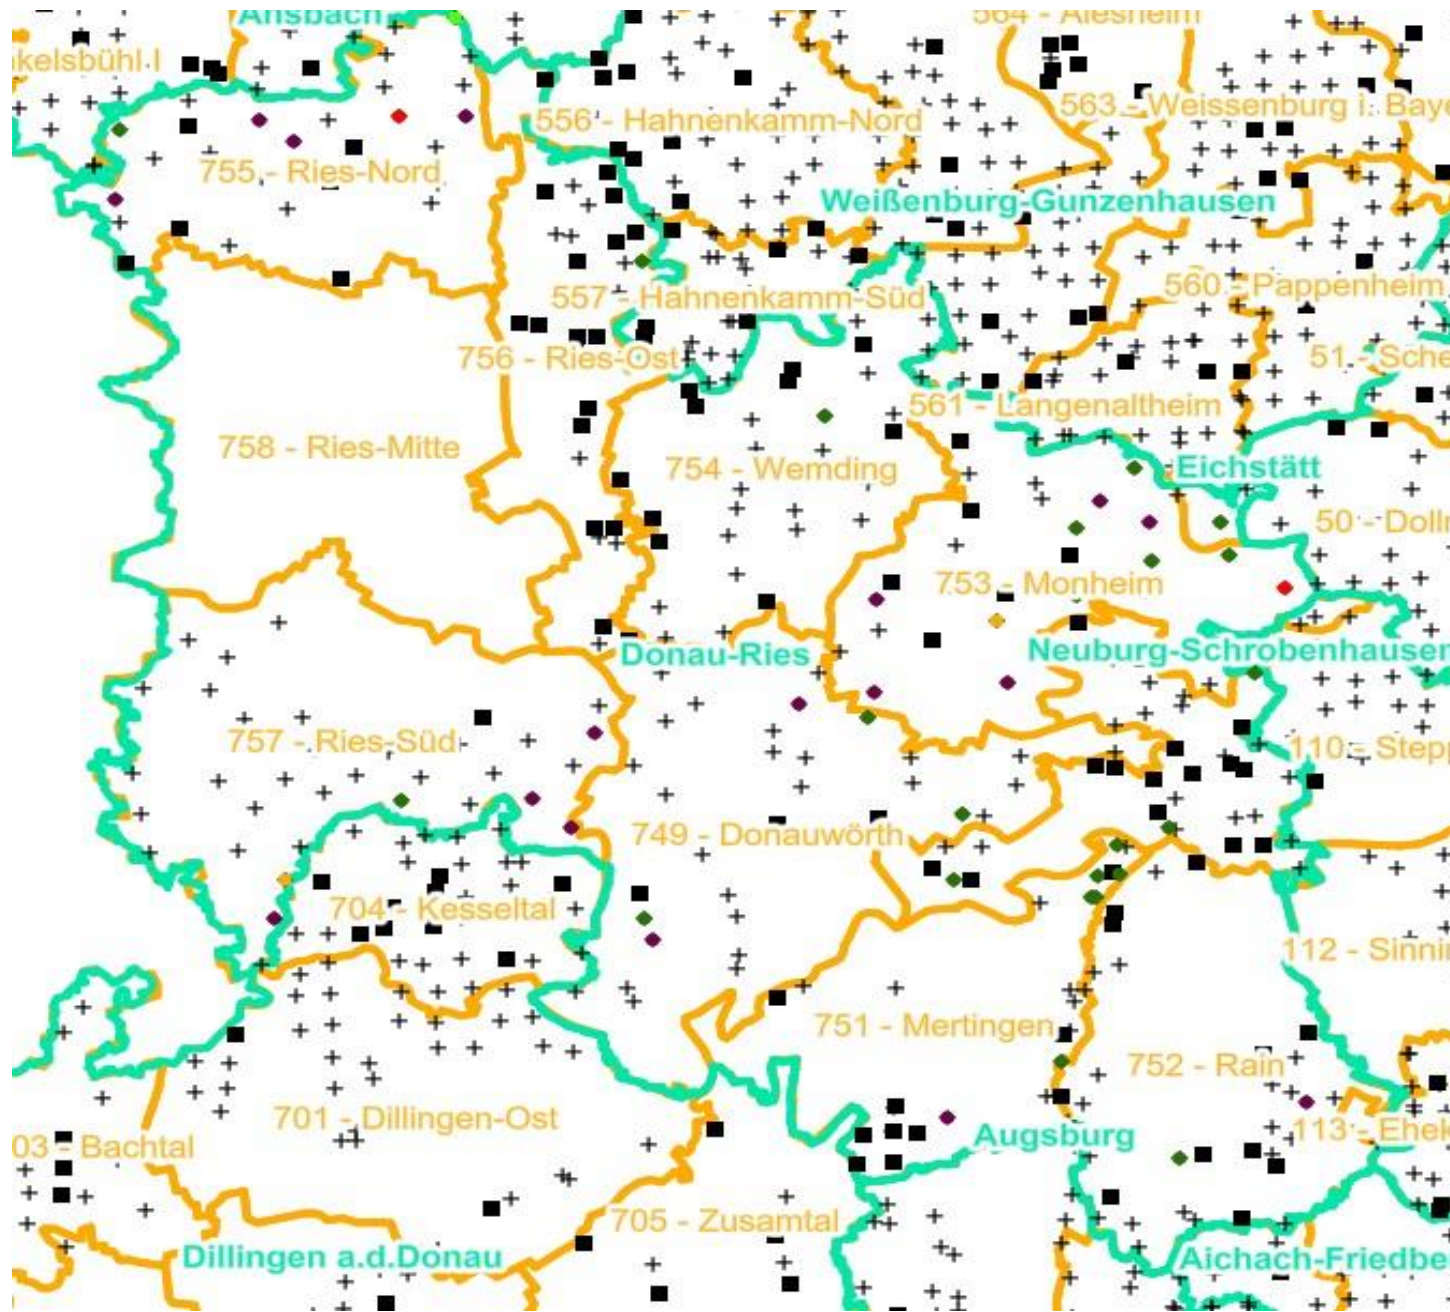 Ansbach
564 - Alesheim
nkelsbühl I
563 - Weissenburg i. Baye
556 - Hahnenkamm-Nord
755 - Ries-Nord
Weißenburg-Gunzenhausen
560 - Pappenheim
557 - Hahnenkamm-Süd
756 - Ries-Ost
51 - Sche
561 - Langenaltheim
758 - Ries-Mitte
754 - Wemding
Eichstätt
50 - Dolln
753 - Monheim
Donau-Ries
Neuburg-Schrobenhausen
757 - Ries-Süd
110 - Stepp
749 - Donauwörth
704 - Kesseltal
112 - Sinnin
751 - Mertingen
752 - Rain
701 - Dillingen-Ost
03 - Bachtal
Augsburg
113 - Ehek
705 - Zusamtal
Dillingen a.d.Donau
Aichach-Friedbe